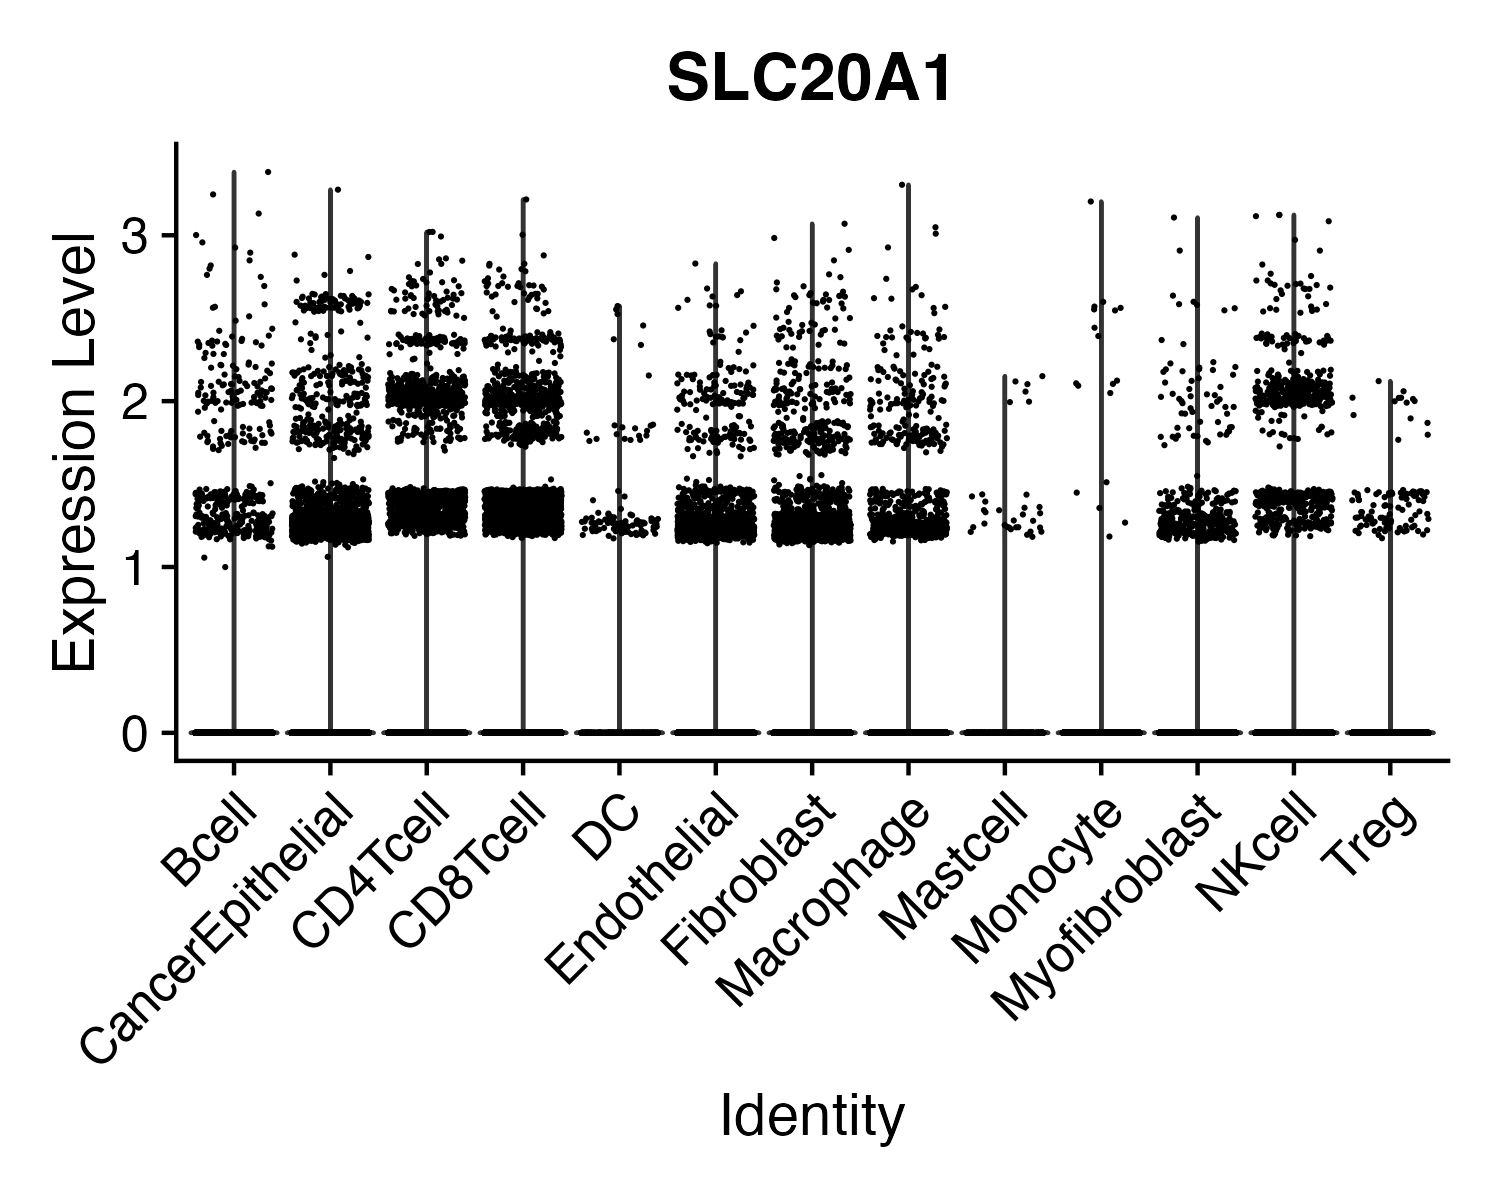 SLC20A1
Expression Level
3
2
1
0
Bcell
CancerEpithelial
CD4Tcell
CD8Tcell
DC
Endothelial
Fibroblast
Macrophage
Mastcell
Monocyte
Myofibroblast
NKcell
Treg
Identity